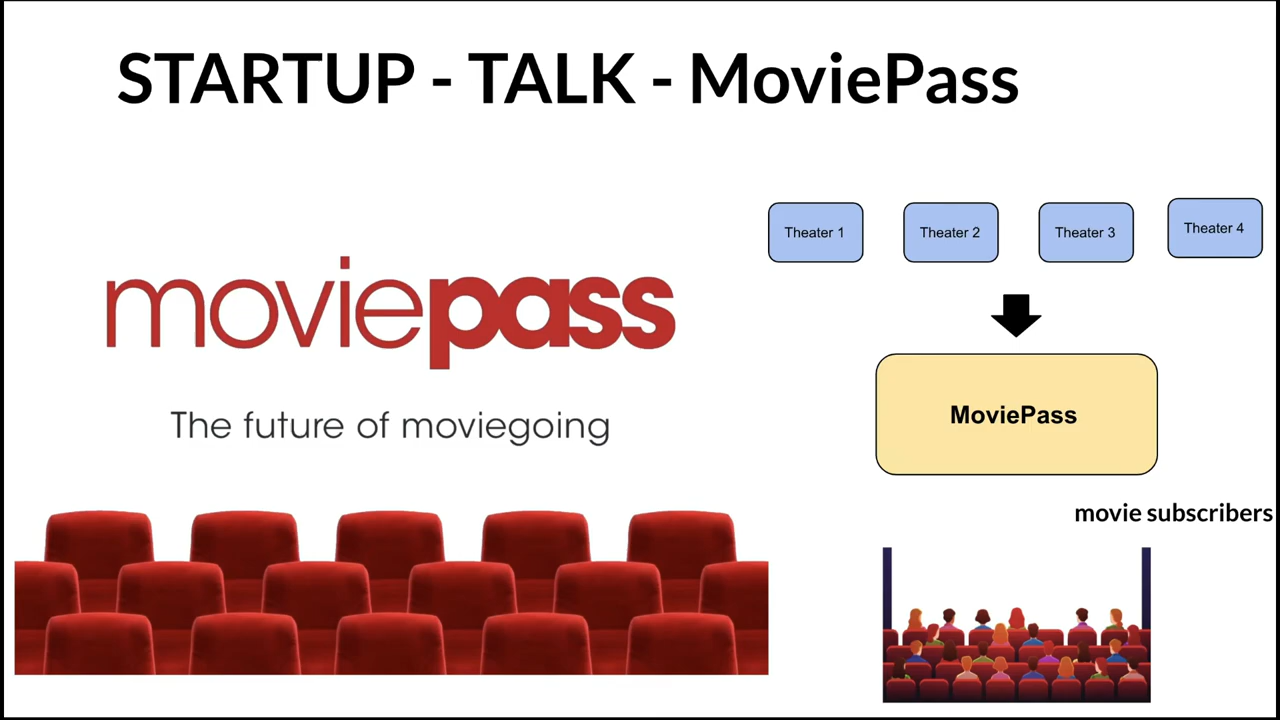 STARTUP - TALK - MoviePass
Theater 1
Theater 2
Theater 3
Theater 4
moviepass
The future of moviegoing
MoviePass
movie subscribers